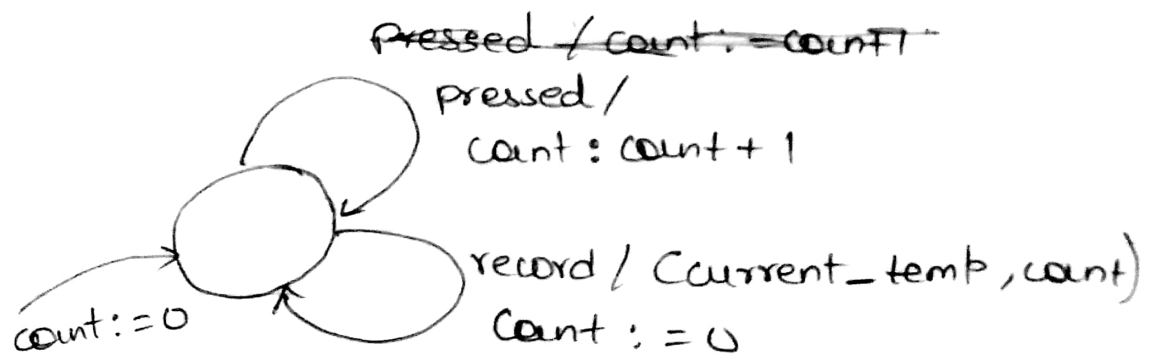 pressed / count := count+1
pressed /
count : count + 1
record / (current_temp, count)
count := 0
count := 0